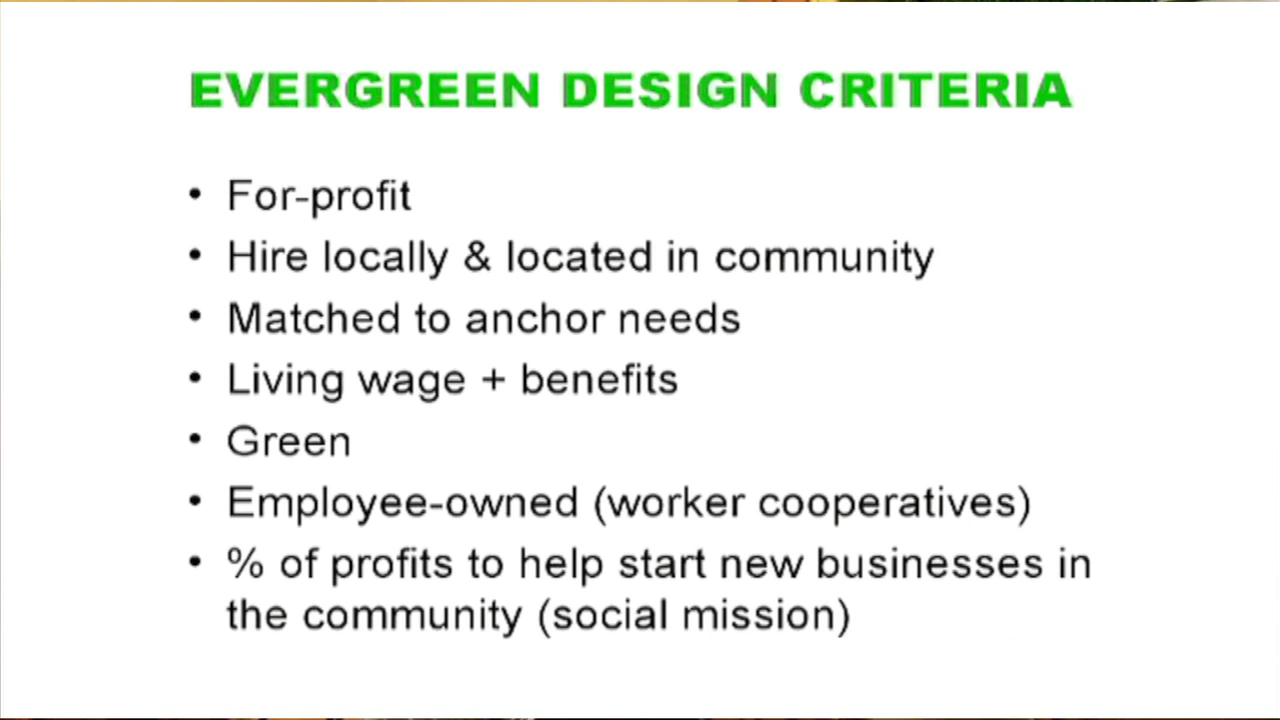 EVERGREEN DESIGN CRITERIA
• For-profit
• Hire locally & located in community
• Matched to anchor needs
• Living wage + benefits
• Green
• Employee-owned (worker cooperatives)
• % of profits to help start new businesses in
the community (social mission)